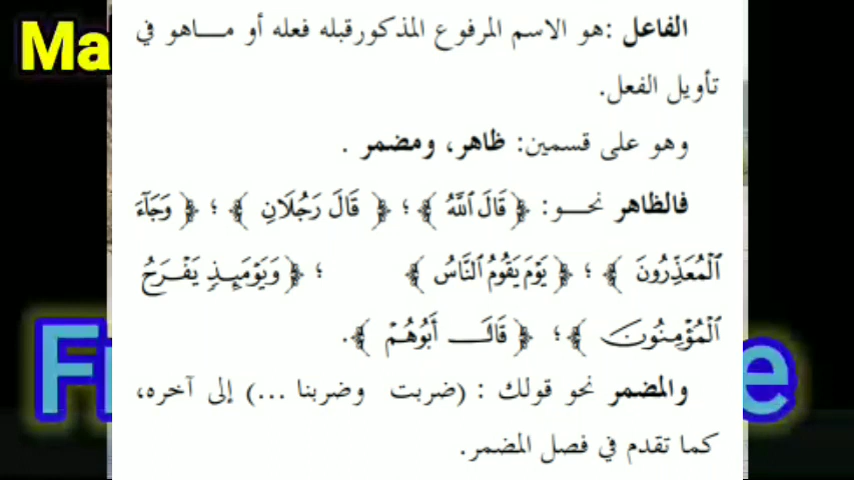 Ma
الفاعل :هو الاسم المرفوع المذكورقبله فعله أو مـــاهو في
تأويل الفعل.
وهو على قسمين: ظاهر، ومضمر .
فالظاهر نحـــو: ﴿ قَالَ ٱللَّهُ ﴾ ؛ ﴿ قَالَ رَجُلَانِ ﴾ ؛ ﴿ وَجَآءَ
ٱلْمُعَذِّرُونَ ﴾ ؛ ﴿ يَوْمَ يَقُومُ ٱلنَّاسُ ﴾ ؛ ﴿ وَيَوْمَئِذٍ يَفْرَحُ
ٱلْمُؤْمِنُونَ ﴾ ؛ ﴿ قَالَ أَبُوهُمْ ﴾.
والمضمر نحو قولك : (ضربت وضربنا ...) إلى آخره،
كما تقدم في فصل المضمر.
F e